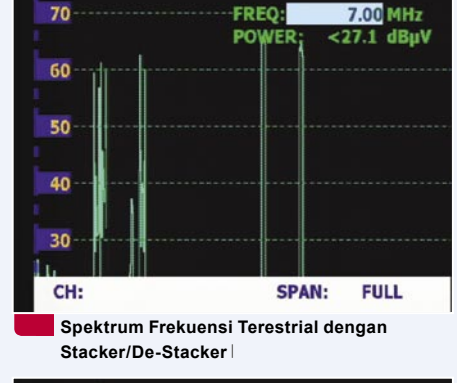 70 FREQ: 7.00 MHz
POWER: <27.1 dBµV
60
50
40
30
CH: SPAN: FULL
Spektrum Frekuensi Terestrial dengan
Stacker/De-Stacker